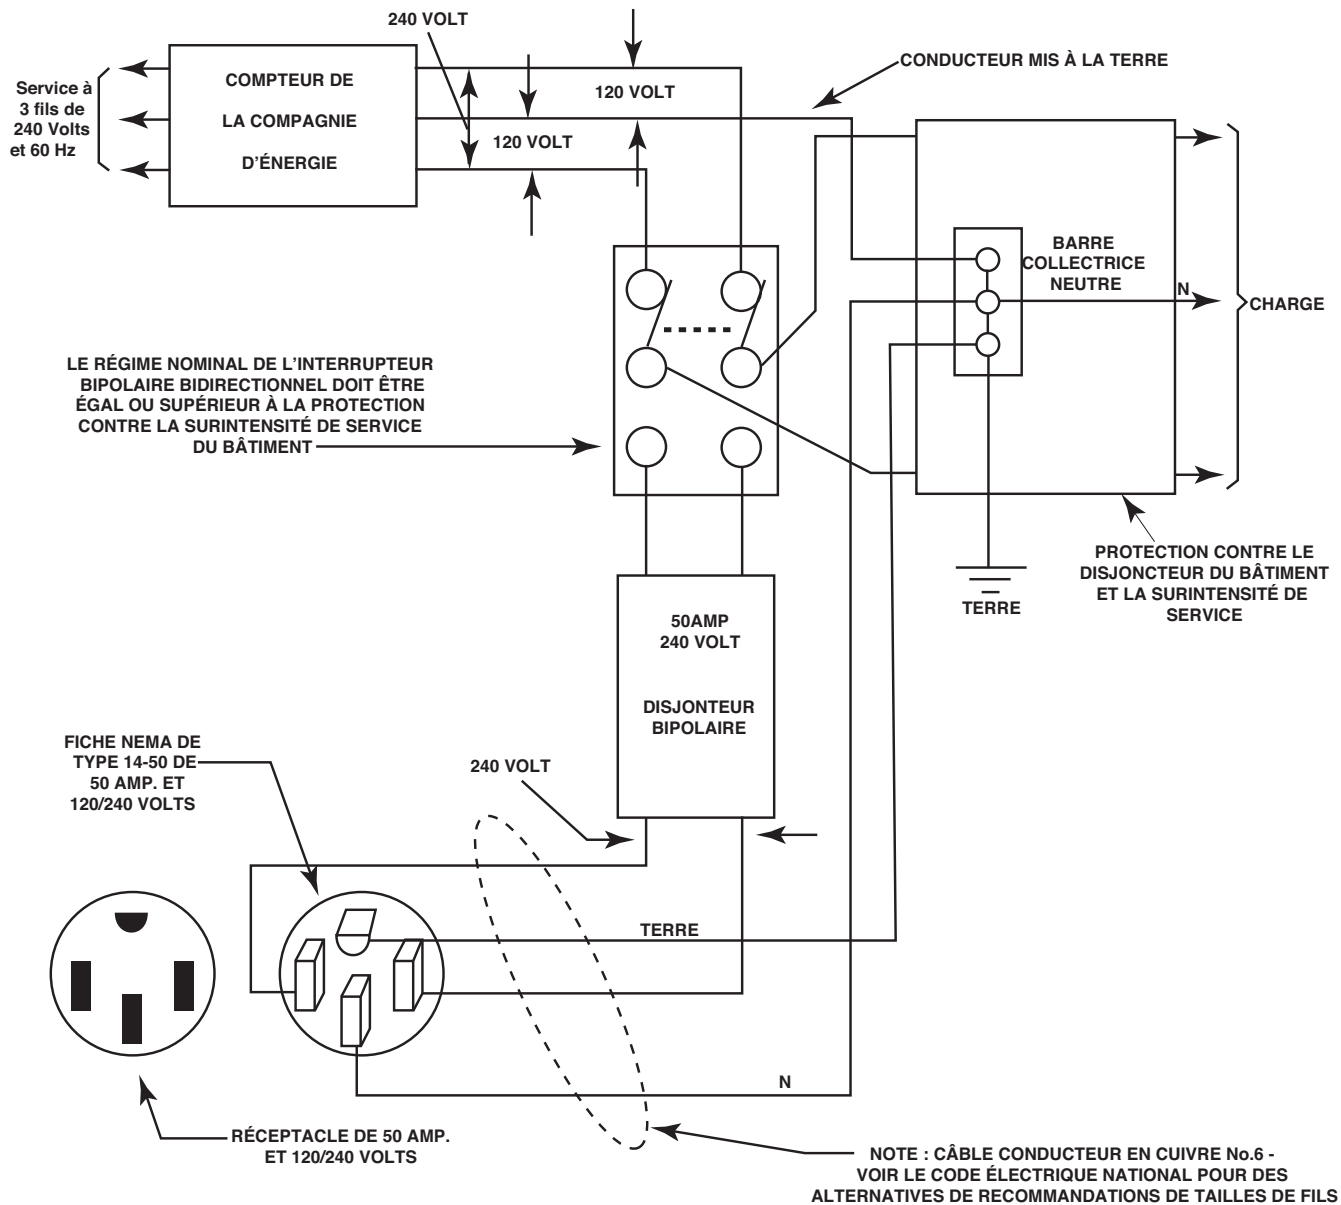 240 VOLT
Service à
3 fils de
240 Volts
et 60 Hz
COMPTEUR DE
LA COMPAGNIE
D’ÉNERGIE
120 VOLT
120 VOLT
CONDUCTEUR MIS À LA TERRE
BARRE
COLLECTRICE
NEUTRE
N
CHARGE
LE RÉGIME NOMINAL DE L’INTERRUPTEUR
BIPOLAIRE BIDIRECTIONNEL DOIT ÊTRE
ÉGAL OU SUPÉRIEUR À LA PROTECTION
CONTRE LA SURINTENSITÉ DE SERVICE
DU BÂTIMENT
PROTECTION CONTRE LE
DISJONCTEUR DU BÂTIMENT
ET LA SURINTENSITÉ DE
SERVICE
TERRE
50AMP
240 VOLT
DISJONTEUR
BIPOLAIRE
FICHE NEMA DE
TYPE 14-50 DE
50 AMP. ET
120/240 VOLTS
240 VOLT
TERRE
N
RÉCEPTACLE DE 50 AMP.
ET 120/240 VOLTS
NOTE : CÂBLE CONDUCTEUR EN CUIVRE No.6 -
VOIR LE CODE ÉLECTRIQUE NATIONAL POUR DES
ALTERNATIVES DE RECOMMANDATIONS DE TAILLES DE FILS